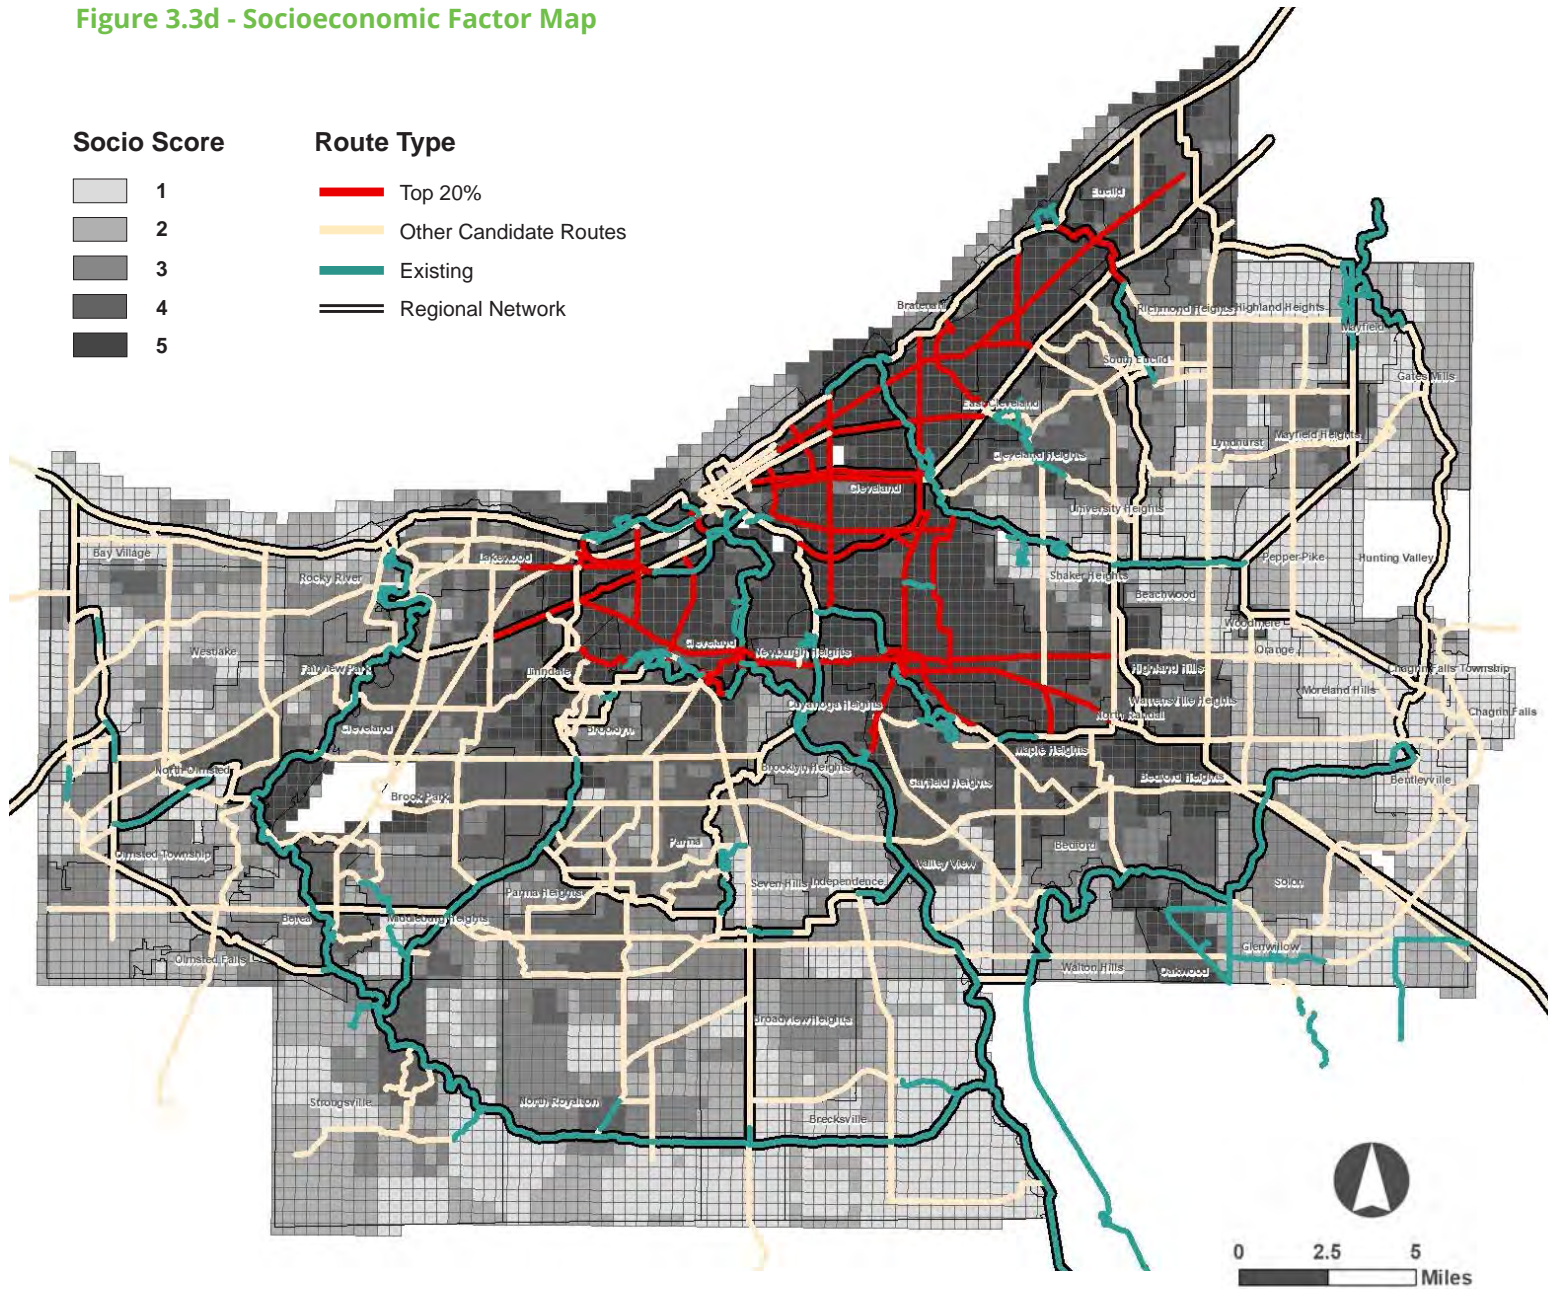 Figure 3.3d - Socioeconomic Factor Map
Socio Score
1
2
3
4
5
Route Type
Top 20%
Other Candidate Routes
Existing
Regional Network
Euclid
Richmond Heights
Highland Heights
Mayfield
South Euclid
Gates Mills
East Cleveland
Lyndhurst
Mayfield Heights
Cleveland Heights
Cleveland
University Heights
Bay Village
Lakewood
Rocky River
Shaker Heights
Pepper Pike
Hunting Valley
Beachwood
Woodmere
Westlake
Cleveland
Newburgh Heights
Orange
Fairview Park
Linndale
Highland Hills
Chagrin Falls Township
Moreland Hills
Cuyahoga Heights
Warrensville Heights
North Randall
Chagrin Falls
Cleveland
Brooklyn
Maple Heights
North Olmsted
Brooklyn Heights
Garfield Heights
Bedford Heights
Bentleyville
Brook Park
Parma
Bedford
Olmsted Township
Valley View
Parma Heights
Seven Hills
Independence
Solon
Berea
Middleburg Heights
Olmsted Falls
Walton Hills
Oakwood
Glenwillow
Broadview Heights
Strongsville
North Royalton
Brecksville
0 2.5 5
Miles